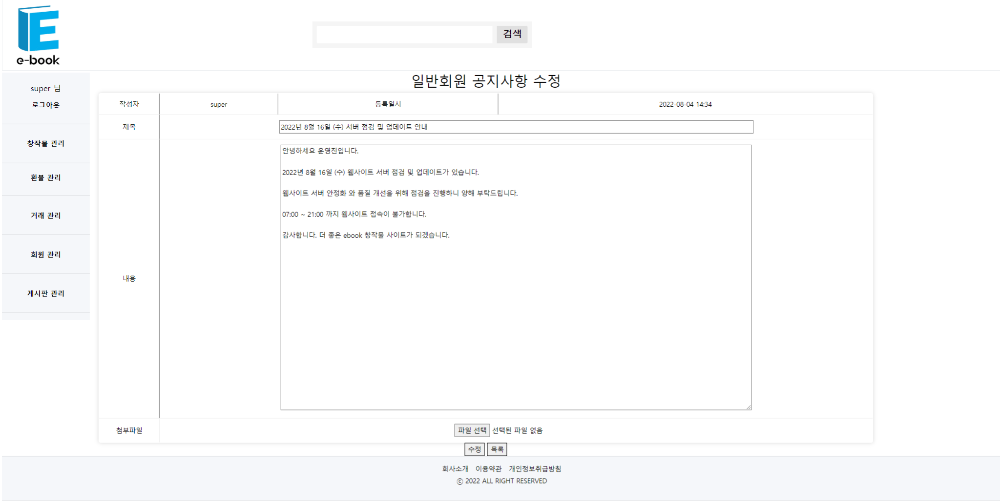 e-book
검색
super 님
로그아웃
창작물 관리
환불 관리
거래 관리
회원 관리
게시판 관리
일반회원 공지사항 수정
작성자 super 등록일시 2022-08-04 14:34
제목 2022년 8월 16일 (수) 서버 점검 및 업데이트 안내
내용
안녕하세요 운영진입니다.
2022년 8월 16일 (수) 웹사이트 서버 점검 및 업데이트가 있습니다.
웹사이트 서버 안정화 와 품질 개선을 위해 점검을 진행하니 양해 부탁드립니다.
07:00 ~ 21:00 까지 웹사이트 접속이 불가합니다.
감사합니다. 더 좋은 ebook 창작물 사이트가 되겠습니다.
첨부파일 파일 선택 선택된 파일 없음
수정 목록
회사소개 이용약관 개인정보취급방침
ⓒ 2022 ALL RIGHT RESERVED